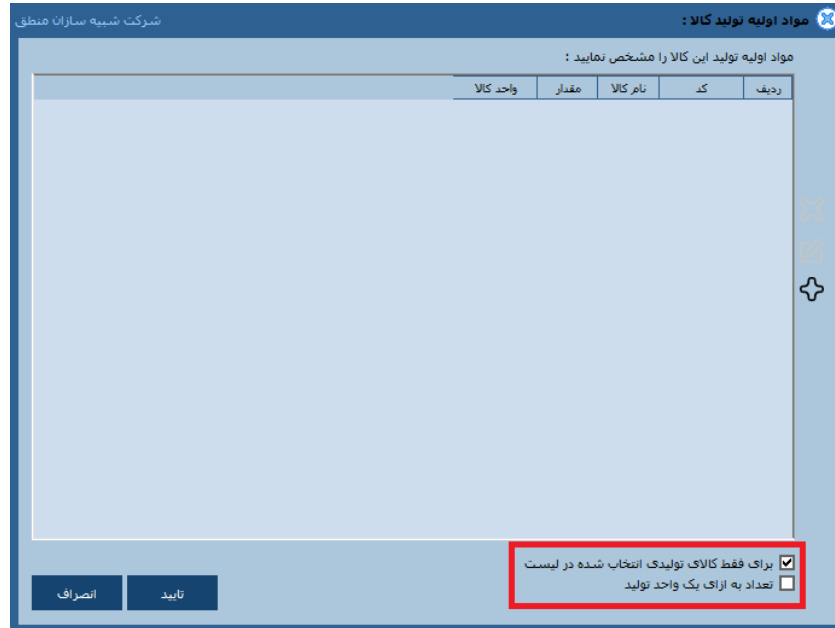 مواد اولیه تولید کالا :
شرکت شبیه سازان منطق
مواد اولیه تولید این کالا را مشخص نمایید :
ردیف کد نام کالا مقدار واحد کالا
برای فقط کالای تولیدی انتخاب شده در لیست
تعداد به ازای یک واحد تولید
تایید
انصراف